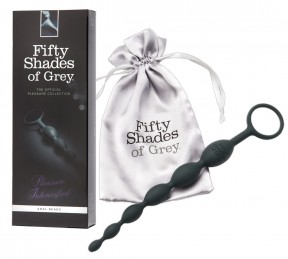 Fifty
Shades
of Grey
THE OFFICIAL
PLEASURE COLLECTION
Pleasure
Intensified
ANAL BEADS
Fifty
Shades
of Grey